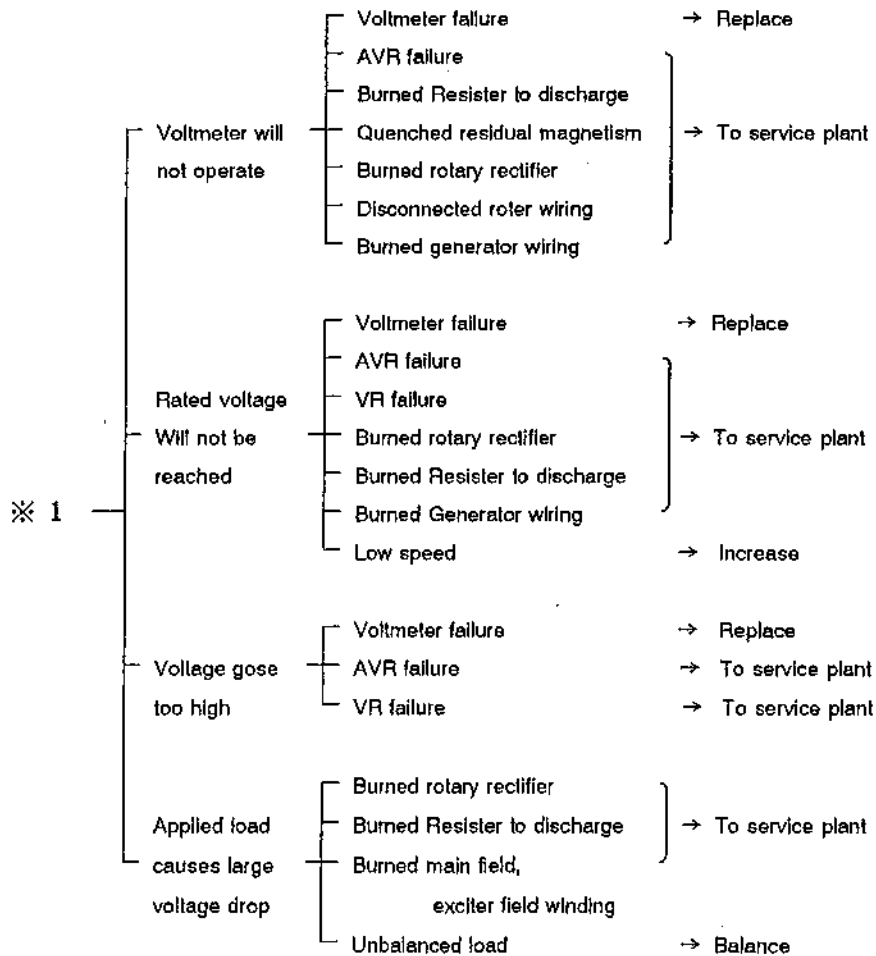 Voltmeter failure → Replace
AVR failure
Burned Resister to discharge
Voltmeter will Quenched residual magnetism → To service plant
not operate Burned rotary rectifier
Disconnected roter wiring
Burned generator wiring
Voltmeter failure → Replace
AVR failure
Rated voltage VR failure
Will not be Burned rotary rectifier → To service plant
reached Burned Resister to discharge
※ 1 Burned Generator wiring
Low speed → Increase
Voltmeter failure → Replace
Voltage gose AVR failure → To service plant
too high VR failure → To service plant
Burned rotary rectifier
Applied load Burned Resister to discharge → To service plant
causes large Burned main field,
voltage drop exciter field winding
Unbalanced load → Balance